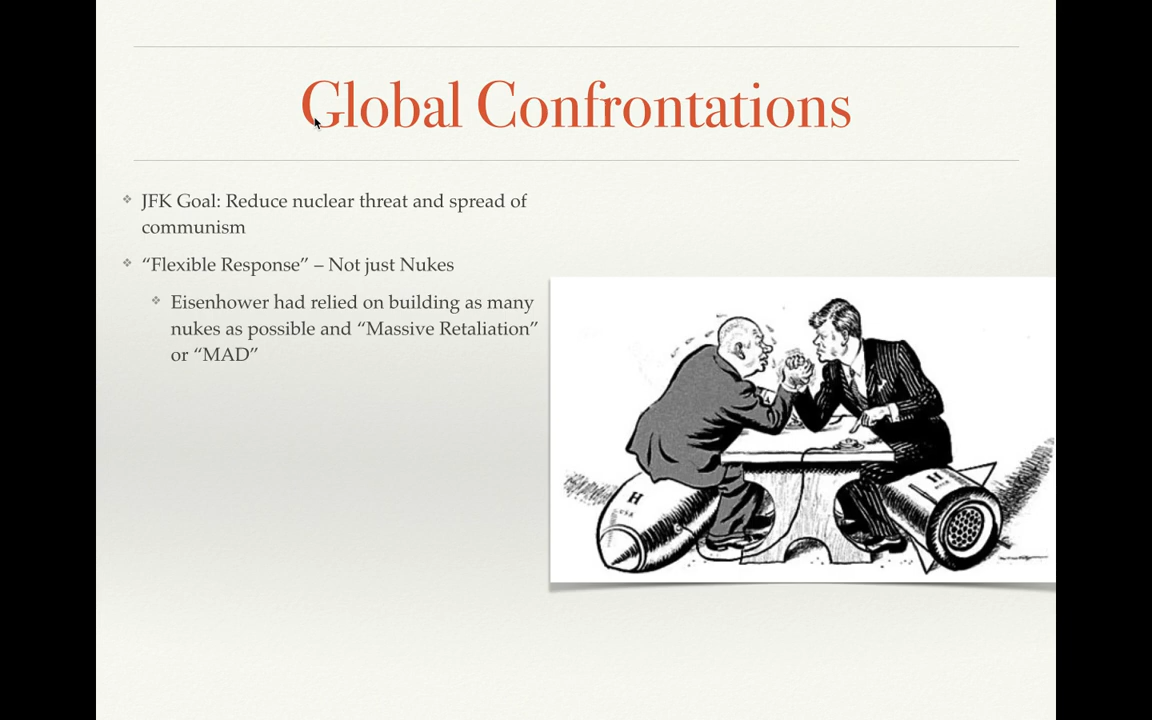 Global Confrontations
❖ JFK Goal: Reduce nuclear threat and spread of
communism
❖ “Flexible Response” – Not just Nukes
❖ Eisenhower had relied on building as many
nukes as possible and “Massive Retaliation”
or “MAD”
H
H